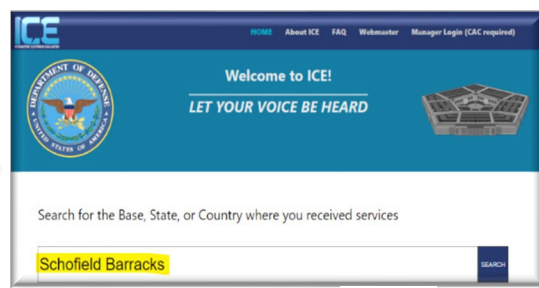 ICE
HOME About ICE FAQ Webmaster Manager Login (CAC required)
DEPARTMENT OF DEFENSE
UNITED STATES OF AMERICA
Welcome to ICE!
LET YOUR VOICE BE HEARD
Search for the Base, State, or Country where you received services
Schofield Barracks
SEARCH